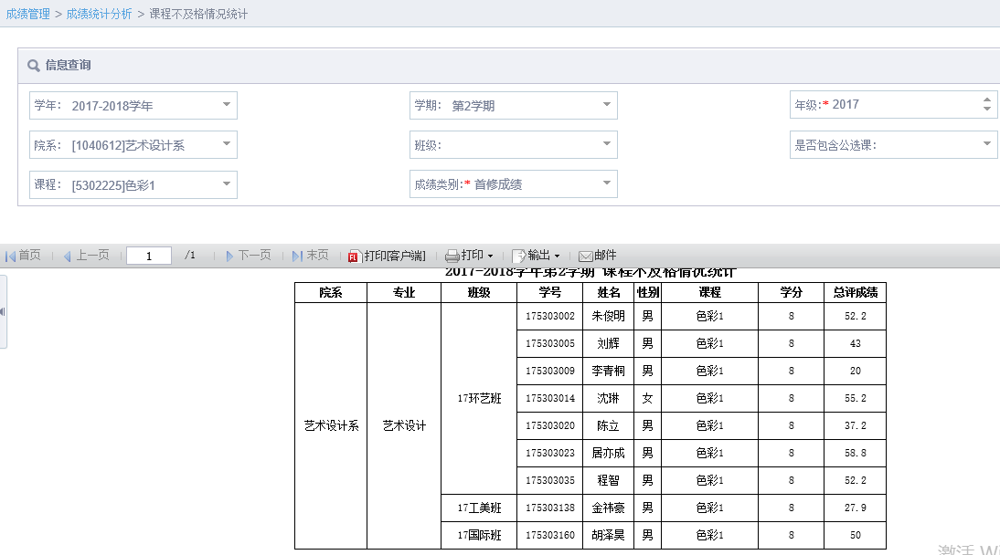 成绩管理 > 成绩统计分析 > 课程不及格情况统计
信息查询
学年: 2017-2018学年 学期: 第2学期 年级:* 2017
院系: [1040612]艺术设计系 班级: 是否包含公选课:
课程: [5302225]色彩1 成绩类别:* 首修成绩
首页 上一页 1 /1 下一页 末页 打印[客户端] 打印 输出 邮件
2017-2018学年第2学期 课程不及格情况统计
院系 专业 班级 学号 姓名 性别 课程 学分 总评成绩
艺术设计系 艺术设计 17环艺班 175303002 朱俊明 男 色彩1 8 52.2
175303005 刘辉 男 色彩1 8 43
175303009 李青桐 男 色彩1 8 20
175303014 沈琳 女 色彩1 8 55.2
175303020 陈立 男 色彩1 8 37.2
175303023 居亦成 男 色彩1 8 58.8
175303035 程智 男 色彩1 8 52.2
17工美班 175303138 金祎豪 男 色彩1 8 27.9
17国际班 175303160 胡泽昊 男 色彩1 8 50
激活 Wi